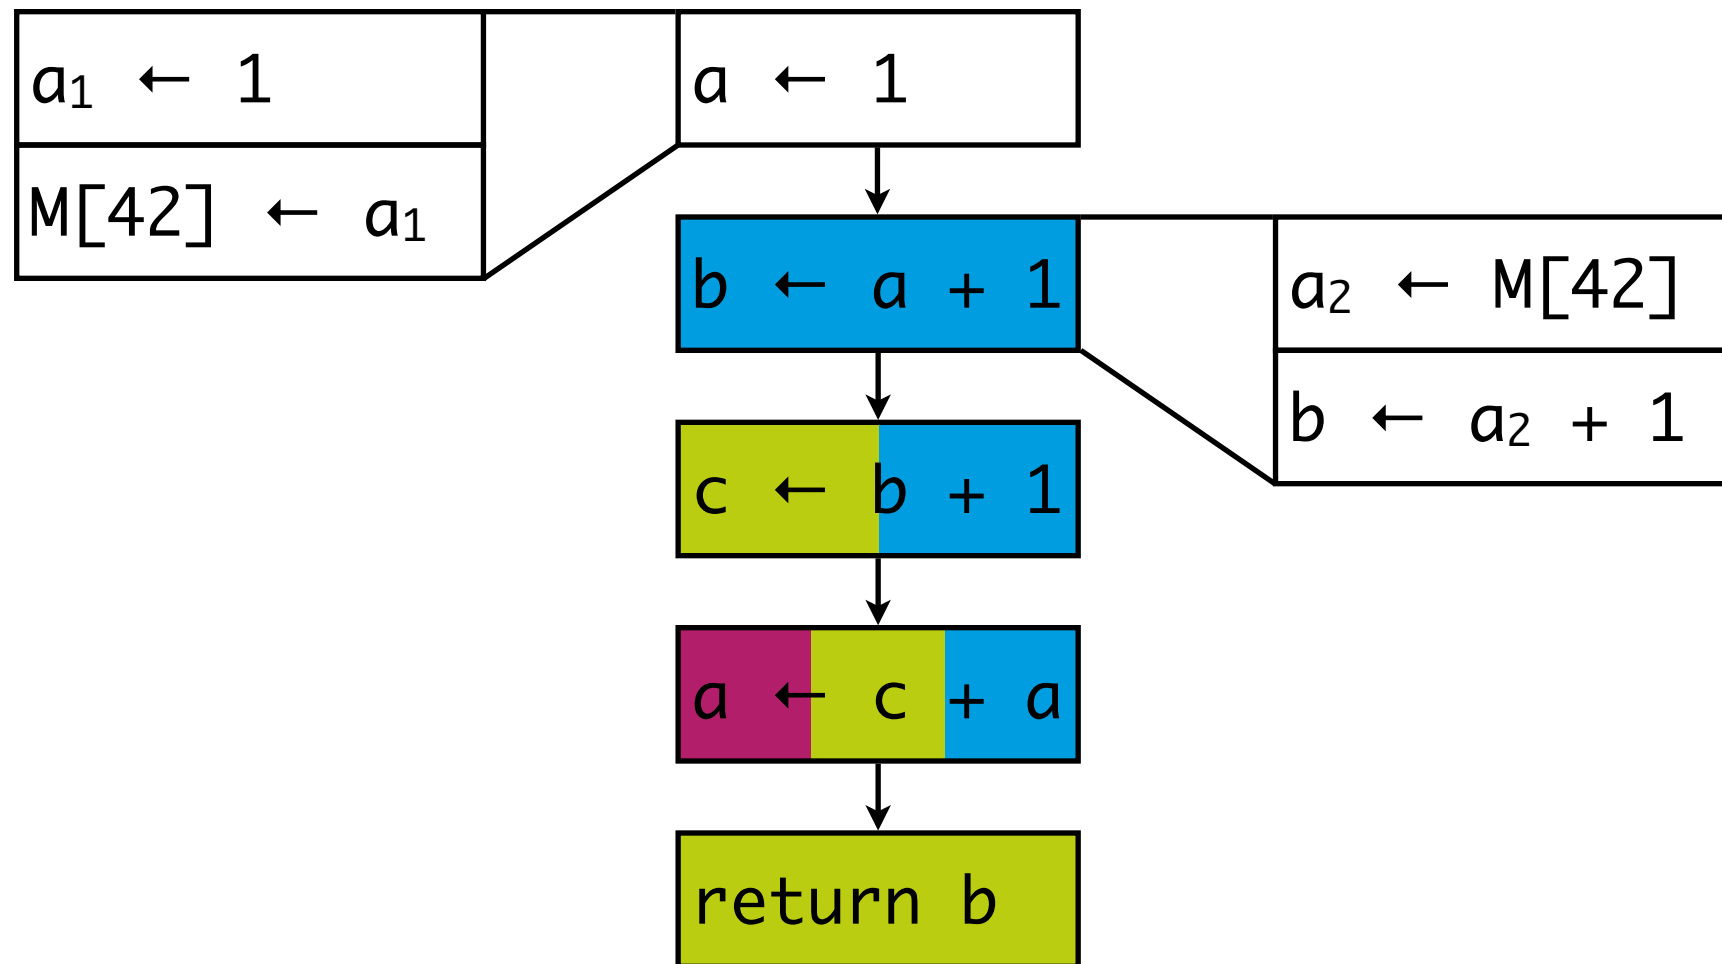 a₁ ← 1
M[42] ← a₁
a ← 1
b ← a + 1
a₂ ← M[42]
b ← a₂ + 1
c ← b + 1
a ← c + a
return b